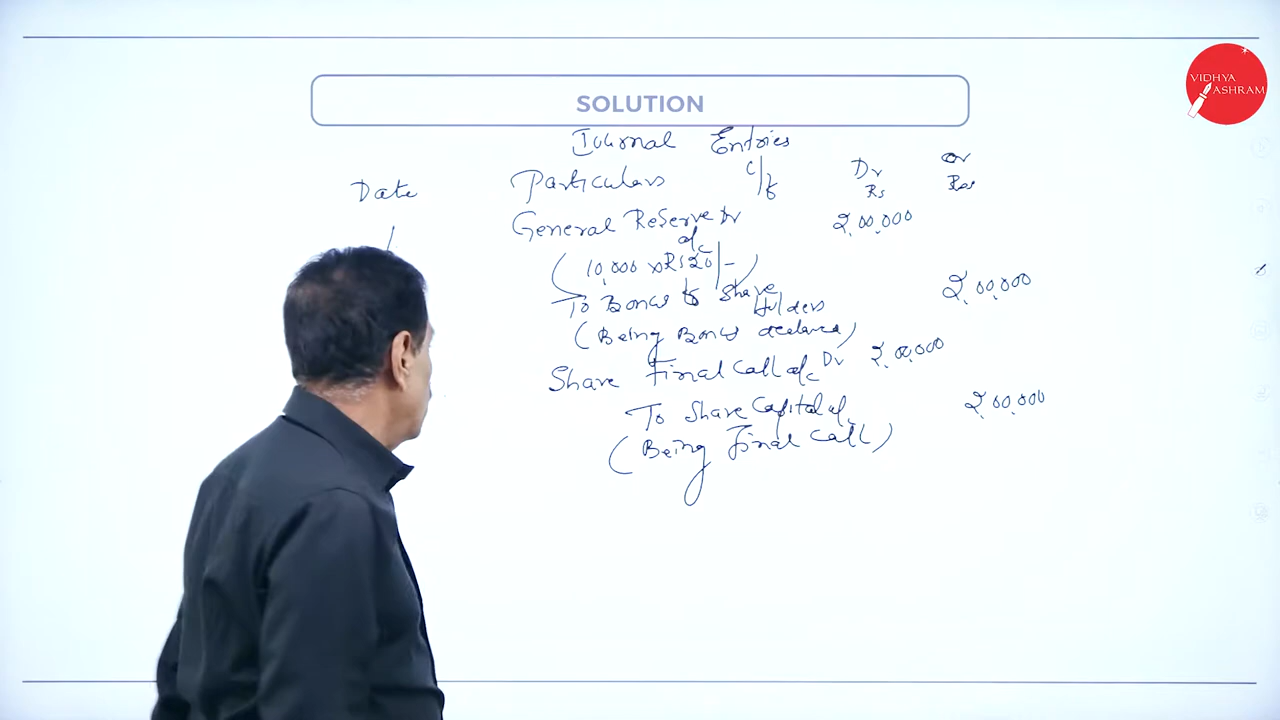 VIDHYA
ASHRAM
SOLUTION
Journal Entries
Date Particulars L/f Dr Cr
Rs Rs
General Reserve Dr 2,00,000
a/c
(10,000 x Rs 20/-)
To Bonus to Share 2,00,000
Holders
(Being Bonus declared)
Share Final Call a/c Dr 2,00,000
To Share Capital a/c 2,00,000
(Being Final Call)